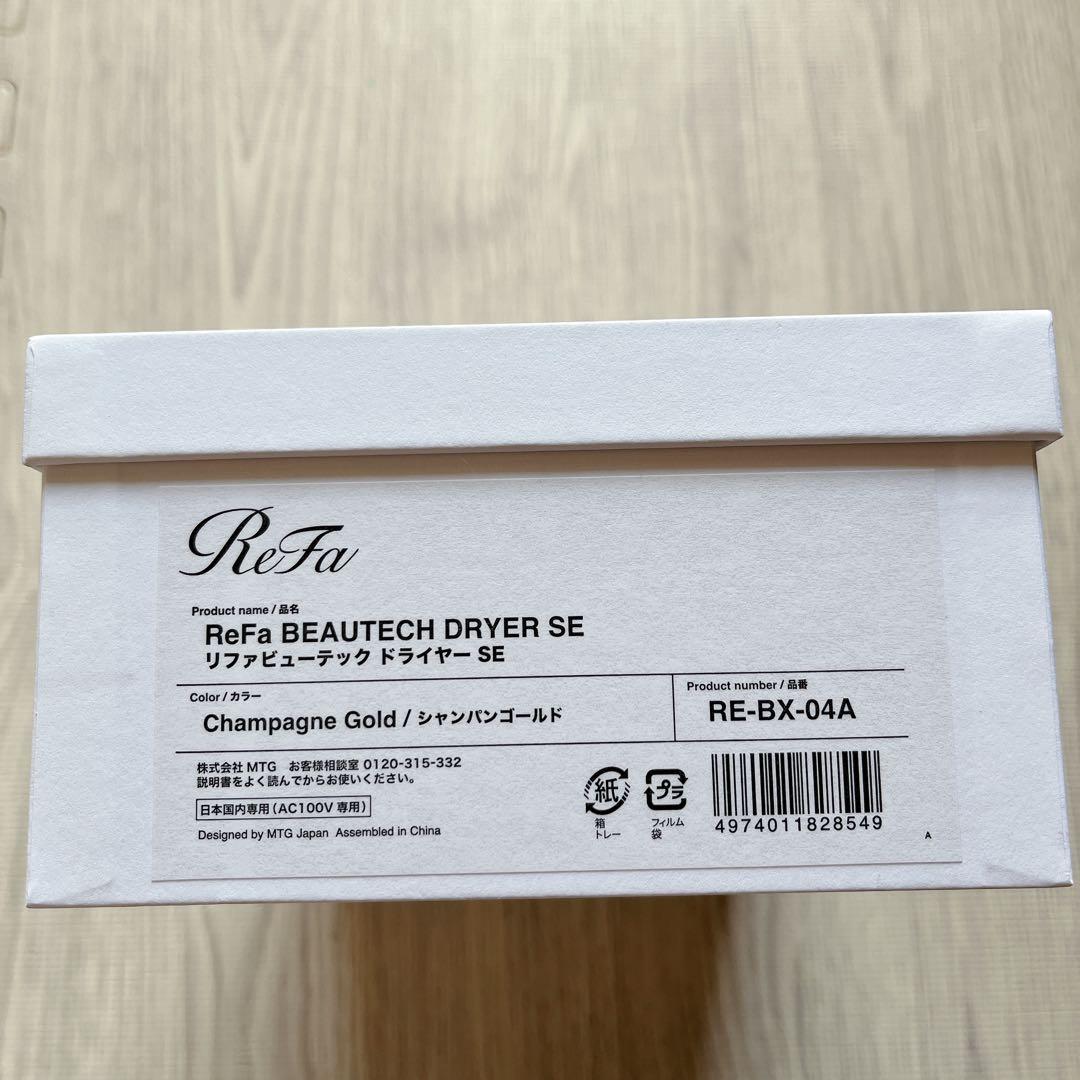 ReFa
Product name / 品名
ReFa BEAUTECH DRYER SE
リファビューテック ドライヤー SE
Color / カラー
Champagne Gold / シャンパンゴールド
Product number / 品番
RE-BX-04A
株式会社 MTG お客様相談室 0120-315-332
説明書をよく読んでからお使いください。
日本国内専用(AC100V 専用)
Designed by MTG Japan Assembled in China
紙
箱
トレー
プラ
フィルム
袋
4974011828549
A